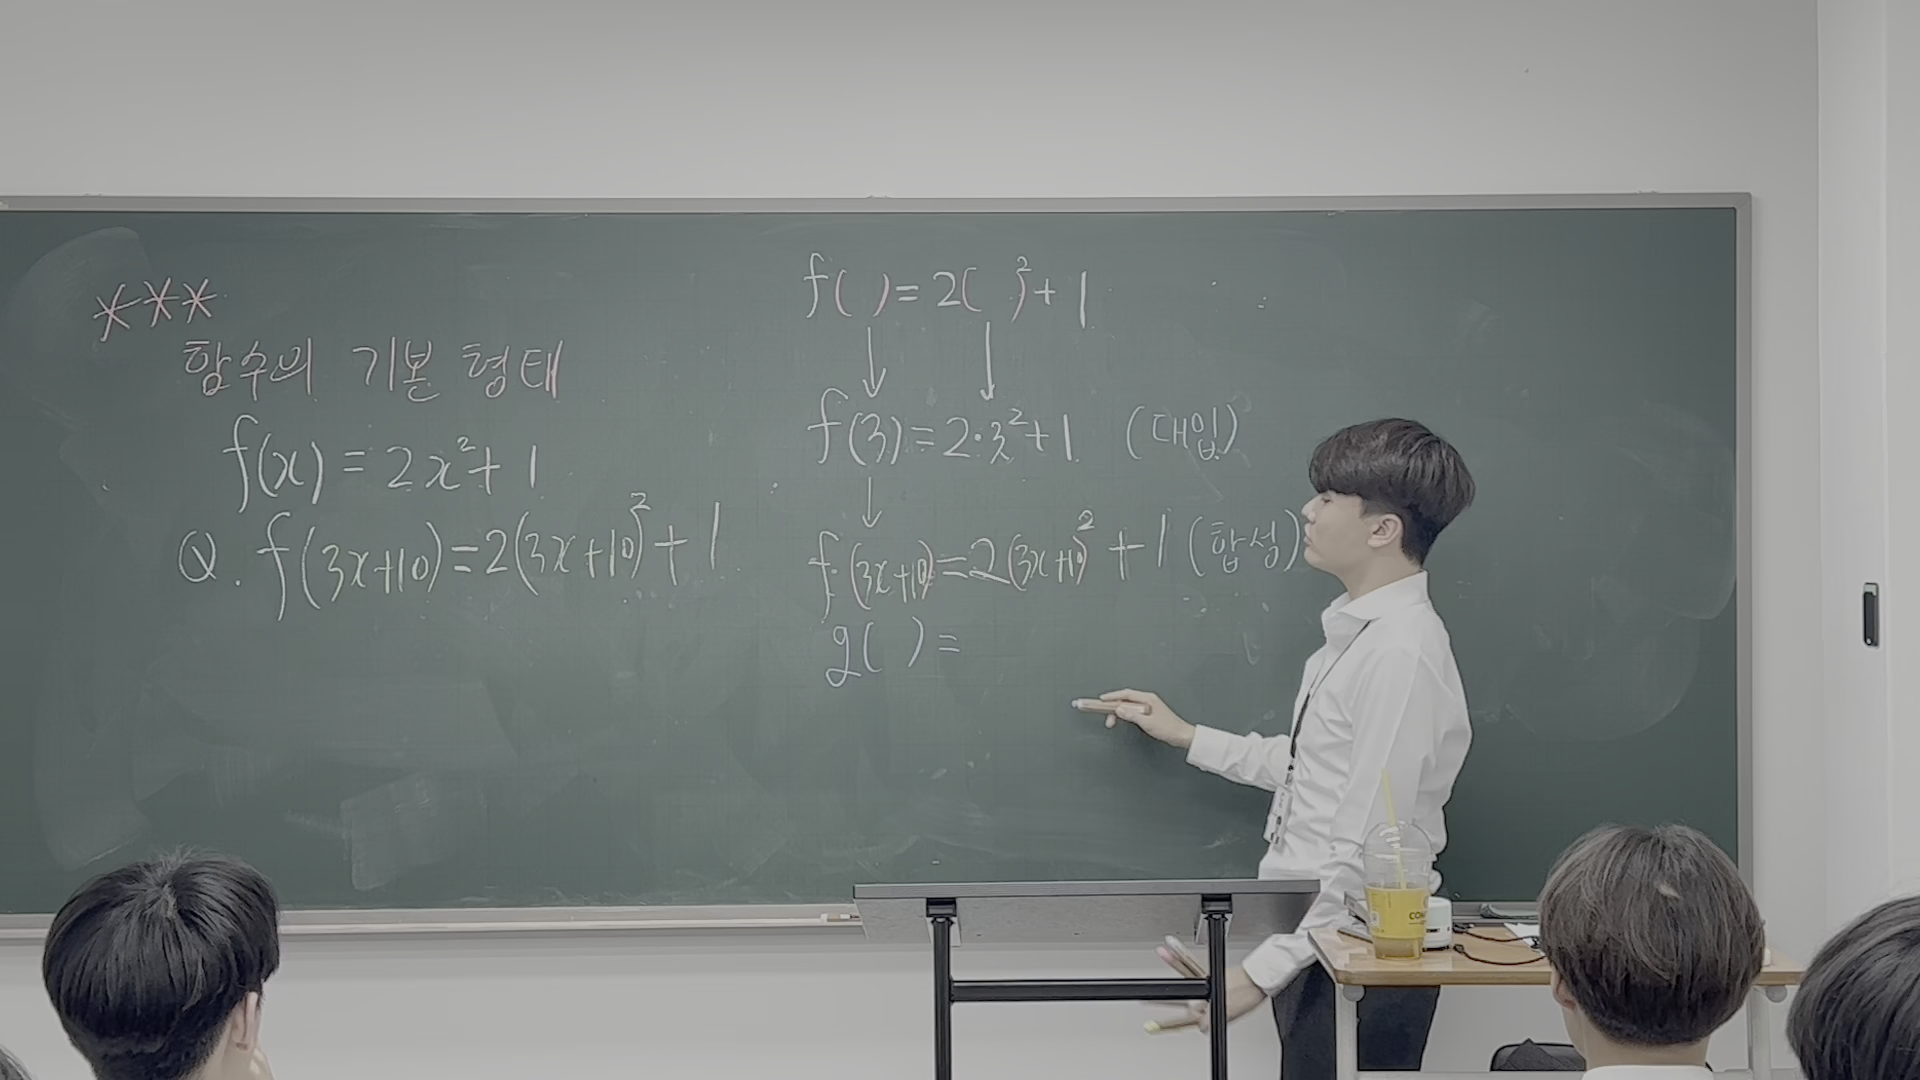 ***
함수의 기본 형태
f(x) = 2x²+1
Q. f(3x+10)=2(3x+10)²+1
f( )=2( )²+1
f(3)=2·3²+1 (대입)
f(3x+10)=2(3x+10)²+1 (합성)
g( )=